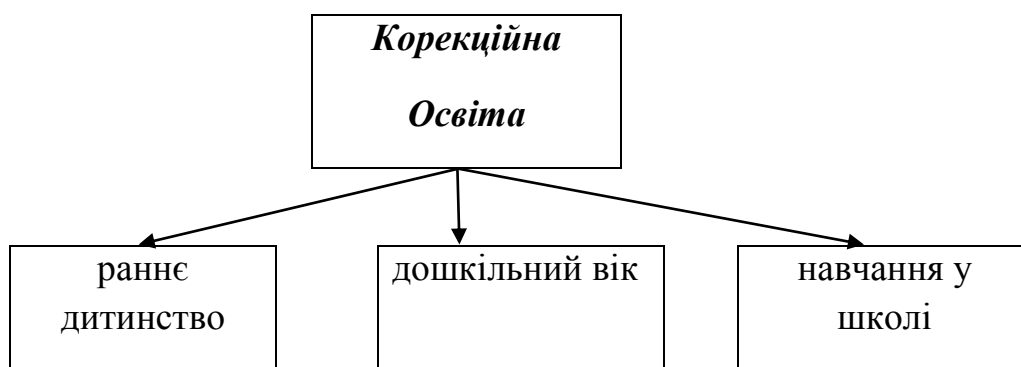 Корекційна
Освіта
раннє
дитинство
дошкільний вік
навчання у
школі